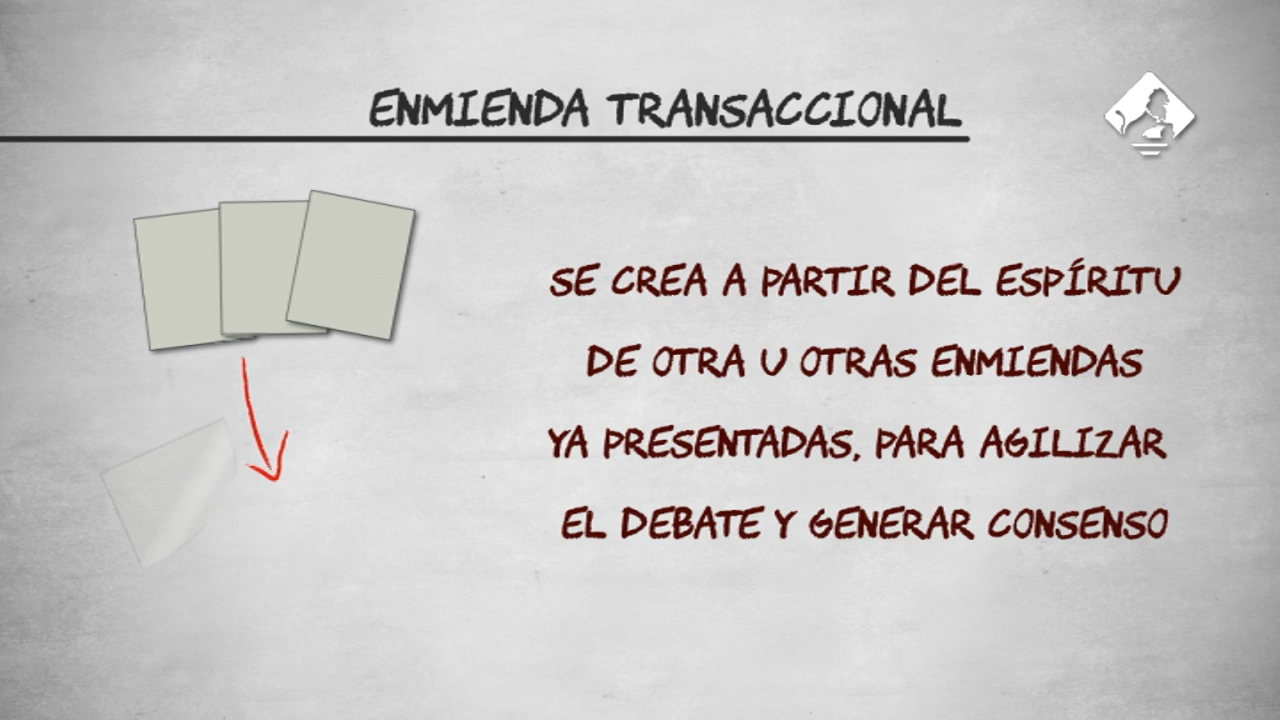 ENMIENDA TRANSACCIONAL
SE CREA A PARTIR DEL ESPÍRITU
DE OTRA U OTRAS ENMIENDAS
YA PRESENTADAS, PARA AGILIZAR
EL DEBATE Y GENERAR CONSENSO